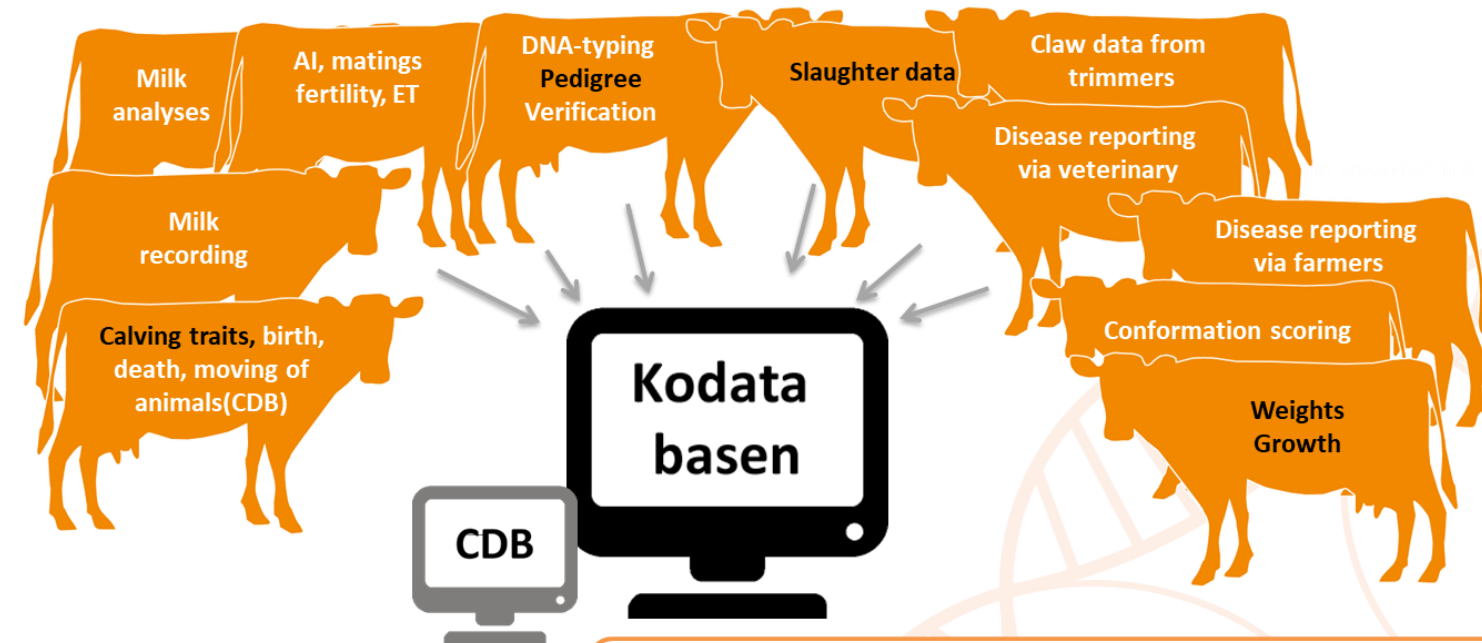 Milk
analyses
AI, matings
fertility, ET
DNA-typing
Pedigree
Verification
Slaughter data
Claw data from
trimmers
Disease reporting
via veterinary
Disease reporting
via farmers
Milk
recording
Calving traits, birth,
death, moving of
animals(CDB)
Conformation scoring
Weights
Growth
Kodata
basen
CDB